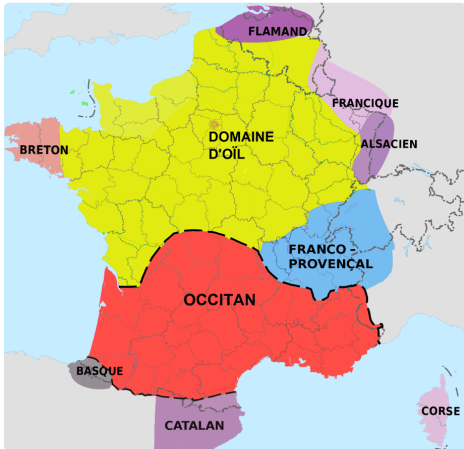 FLAMAND
FRANCIQUE
DOMAINE
D'OÏL
ALSACIEN
BRETON
FRANCO -
PROVENÇAL
OCCITAN
BASQUE
CORSE
CATALAN